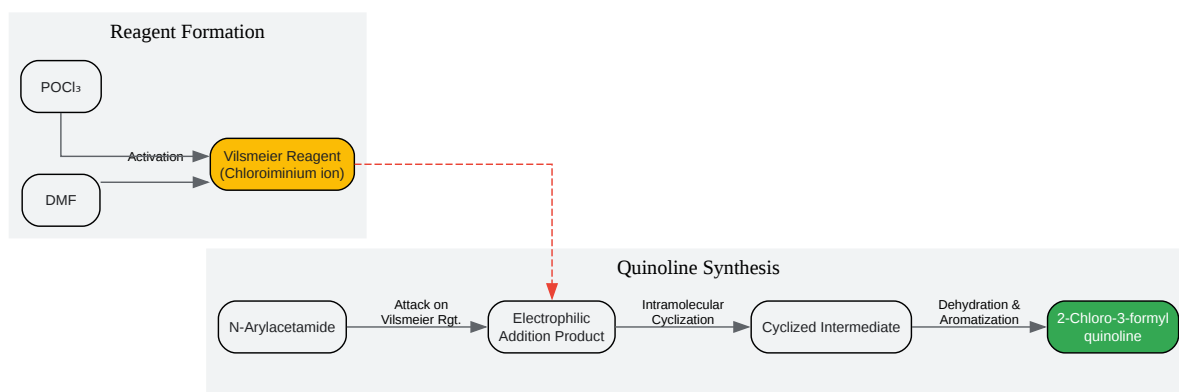 Reagent Formation
POCl₃
Activation
Vilsmeier Reagent
(Chloroiminium ion)
DMF
Quinoline Synthesis
N-Arylacetamide
Attack on
Vilsmeier Rgt.
Electrophilic
Addition Product
Intramolecular
Cyclization
Cyclized Intermediate
Dehydration &
Aromatization
2-Chloro-3-formyl
quinoline